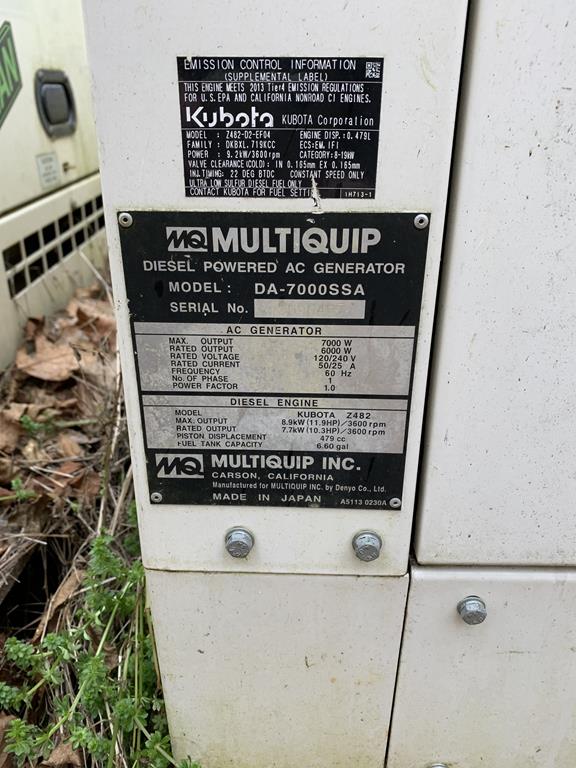 EMISSION CONTROL INFORMATION
(SUPPLEMENTAL LABEL)
THIS ENGINE MEETS 2013 Tier4 EMISSION REGULATIONS
FOR U.S. EPA AND CALIFORNIA NONROAD CI ENGINES.
Kubota KUBOTA Corporation
MODEL : Z482-D2-EF04 ENGINE DISP.: 0.479L
FAMILY : DKBXL.719KCC ECS: EM, IFI
POWER : 9.2kW/3600rpm CATEGORY: 8-19kW
VALVE CLEARANCE(COLD): IN 0.165mm EX 0.165mm
INJ.TIMING: 22 DEG BTDC CONSTANT SPEED ONLY
ULTRA LOW SULFUR DIESEL FUEL ONLY
CONTACT KUBOTA FOR FUEL 1H713-1
MQ MULTIQUIP
DIESEL POWERED AC GENERATOR
MODEL : DA-7000SSA
SERIAL No.
AC GENERATOR
MAX. OUTPUT 7000 W
RATED OUTPUT 6000 W
RATED VOLTAGE 120/240 V
RATED CURRENT 50/25 A
FREQUENCY 60 Hz
No. OF PHASE 1
POWER FACTOR 1.0
DIESEL ENGINE
MODEL KUBOTA Z482
MAX. OUTPUT 8.9kW (11.9HP)/3600 rpm
RATED OUTPUT 7.7kW (10.3HP)/3600 rpm
PISTON DISPLACEMENT 479 cc
FUEL TANK CAPACITY 6.60 gal
MQ MULTIQUIP INC.
CARSON, CALIFORNIA
Manufactured for MULTIQUIP INC. by Denyo Co., Ltd.
MADE IN JAPAN A5113 0230A